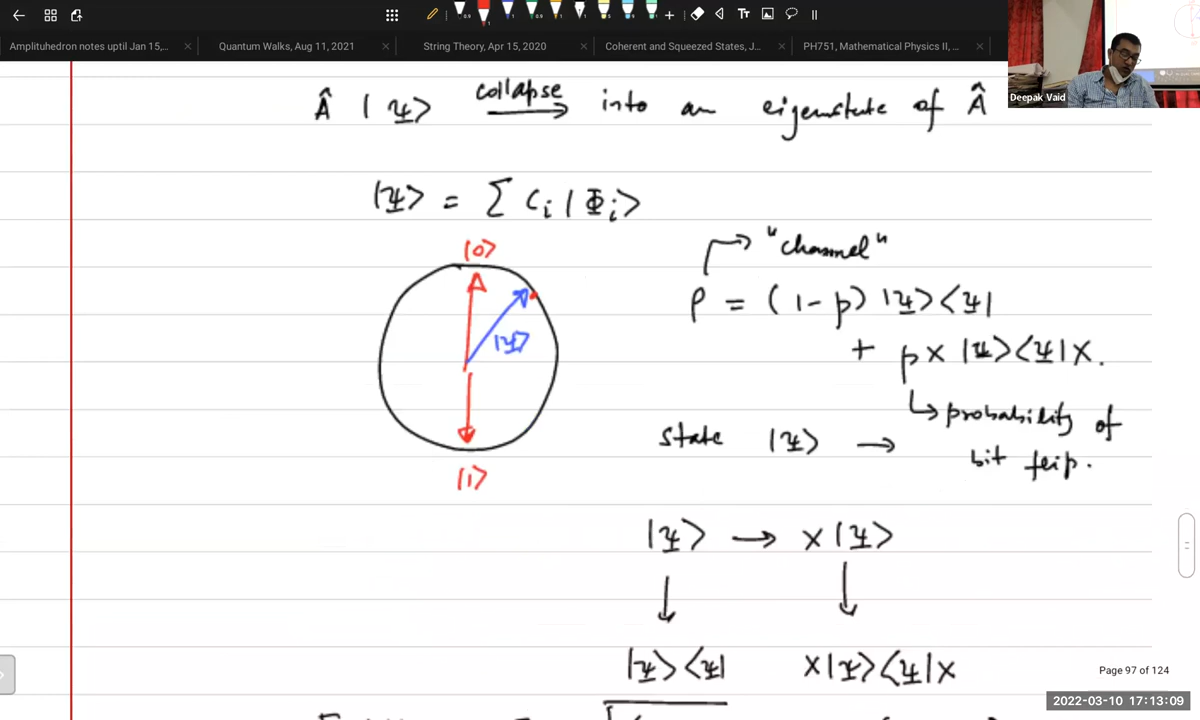 Amplituhedron notes uptil Jan 15,... × Quantum Walks, Aug 11, 2021 × String Theory, Apr 15, 2020 × Coherent and Squeezed States, J... × PH751, Mathematical Physics II, ... ×
Deepak Vaid
Â |Ψ> collapse → into an eigenstate of Â
|Ψ> = Σ Ci |Φi>
|0>
"channel"
ρ = (1-p) |Ψ><Ψ|
|Ψ>
+ p X |Ψ><Ψ| X.
↳ probability of
bit flip.
state |Ψ> →
|1>
|Ψ> → X|Ψ>
↓ ↓
|Ψ><Ψ| X|Ψ><Ψ|X
Page 97 of 124
2022-03-10 17:13:09